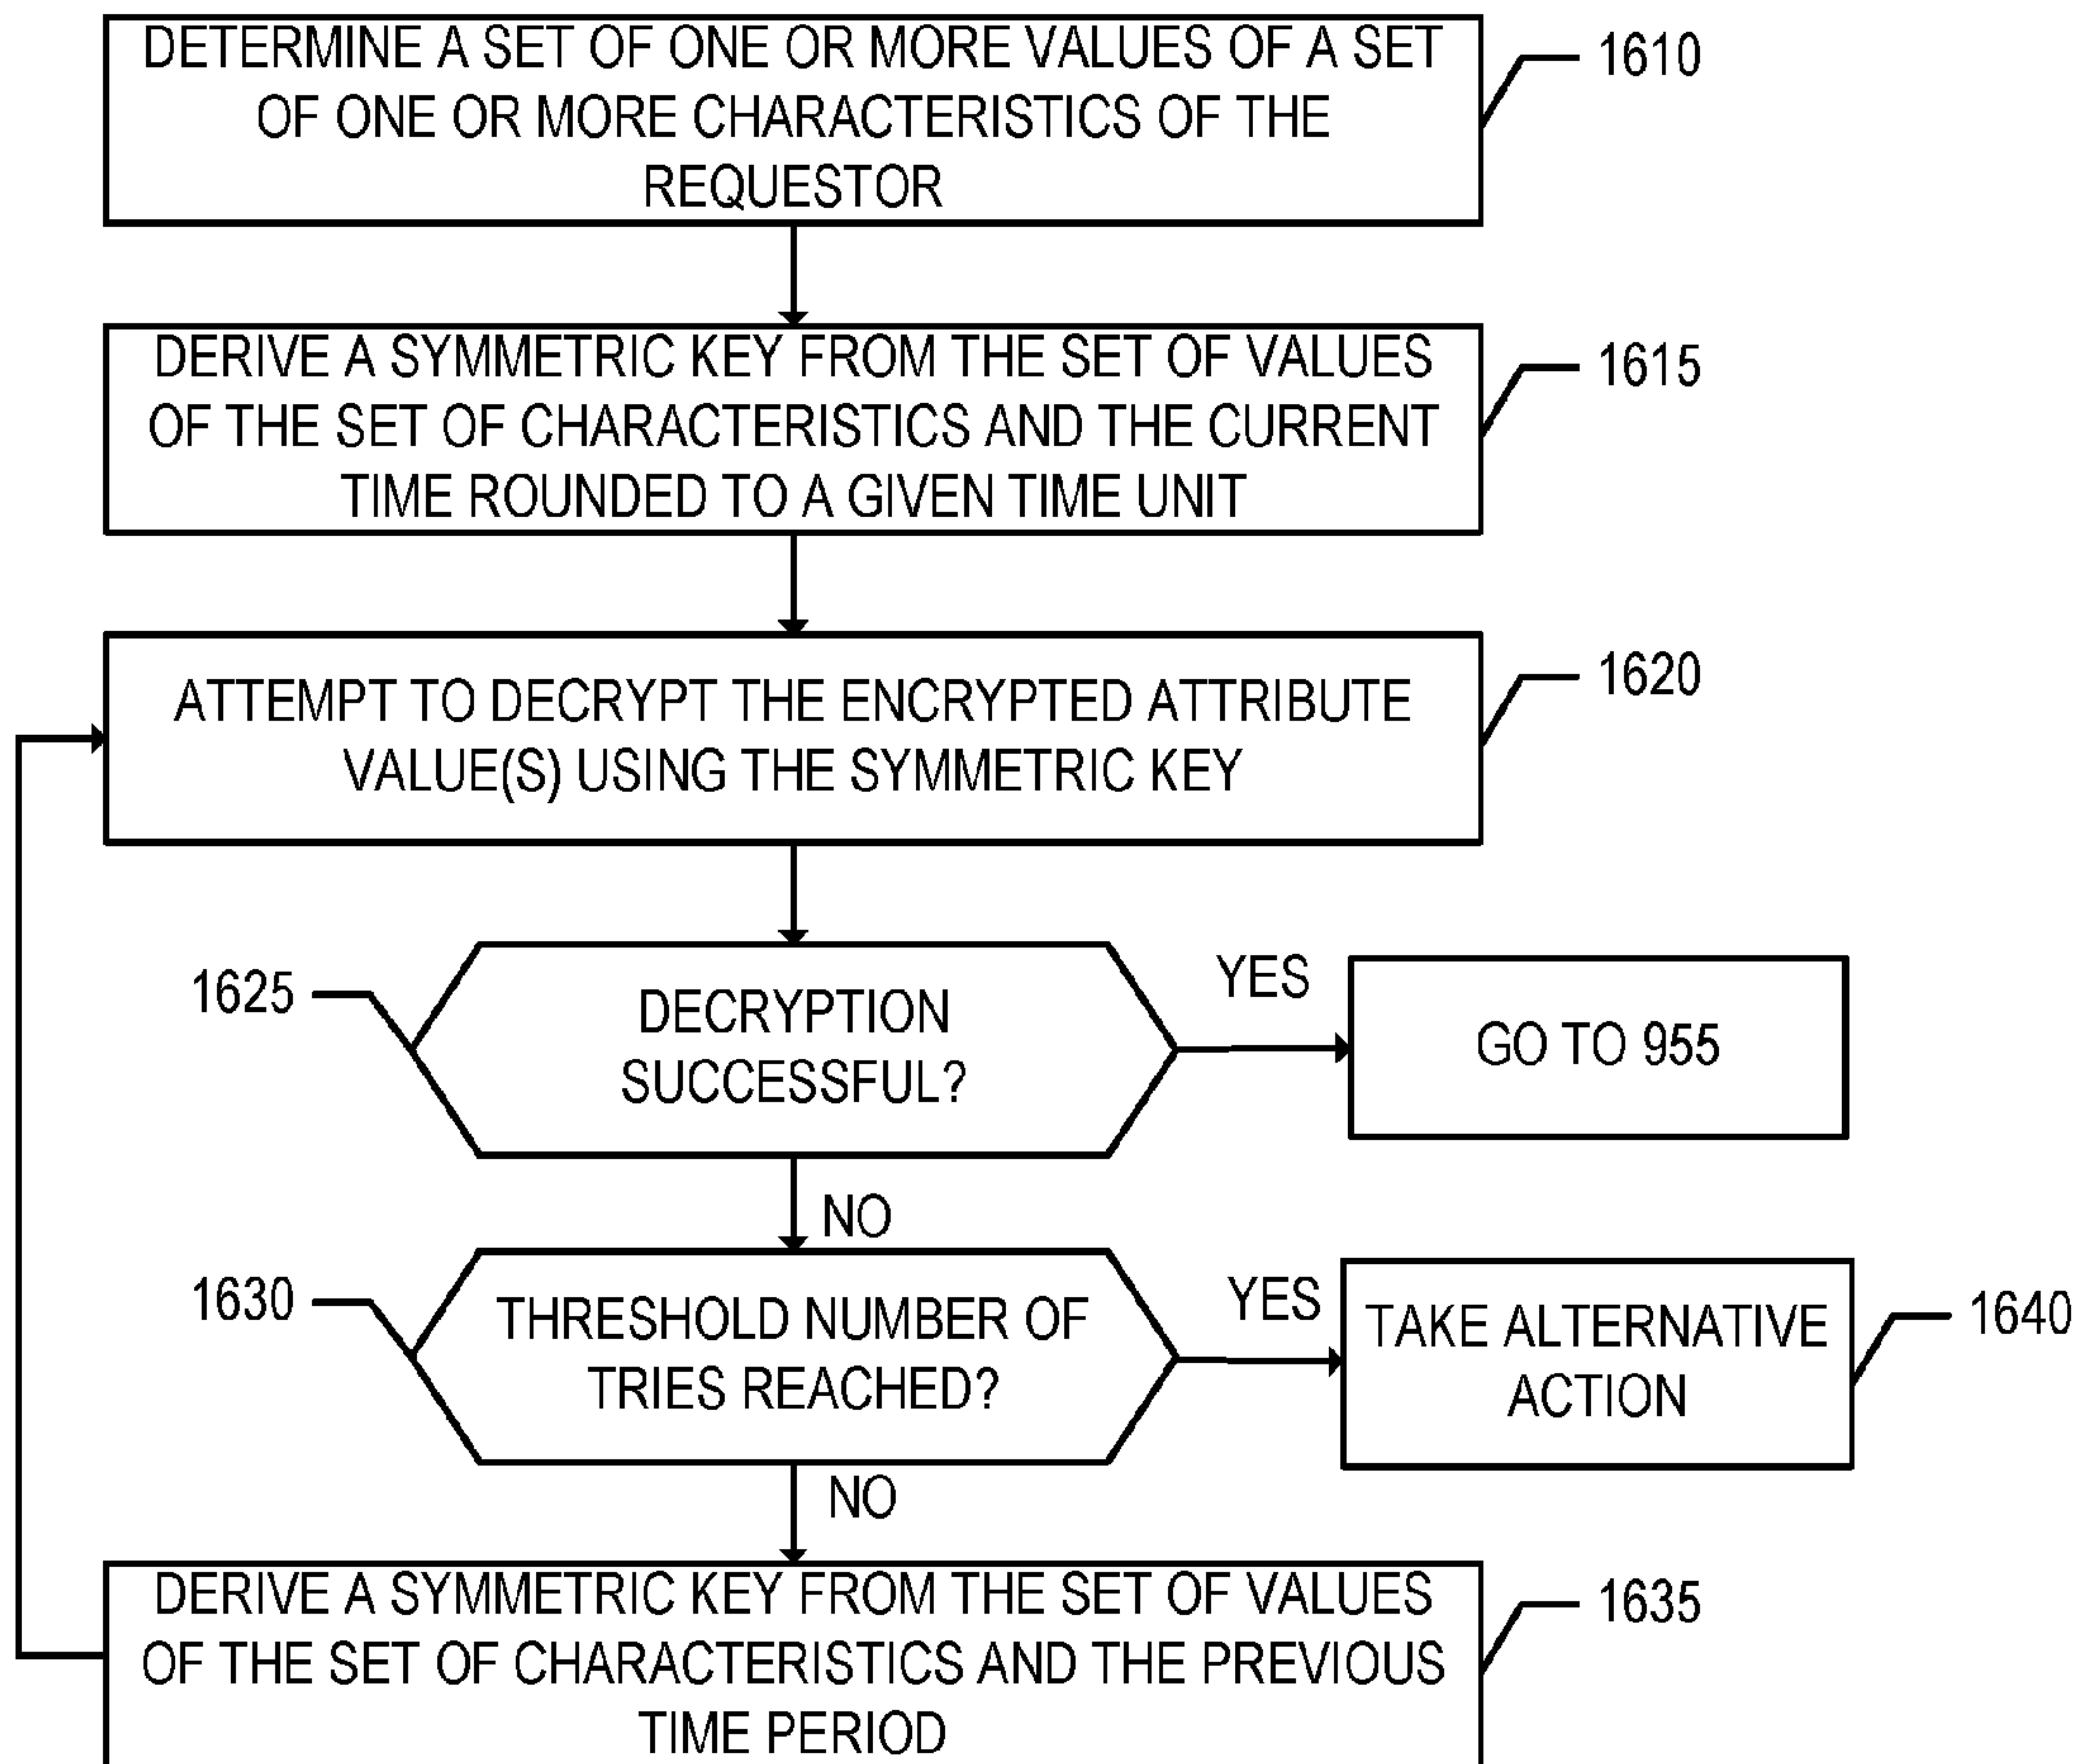 DETERMINE A SET OF ONE OR MORE VALUES OF A SET
OF ONE OR MORE CHARACTERISTICS OF THE
REQUESTOR
1610
DERIVE A SYMMETRIC KEY FROM THE SET OF VALUES
OF THE SET OF CHARACTERISTICS AND THE CURRENT
TIME ROUNDED TO A GIVEN TIME UNIT
1615
ATTEMPT TO DECRYPT THE ENCRYPTED ATTRIBUTE
VALUE(S) USING THE SYMMETRIC KEY
1620
1625
DECRYPTION
SUCCESSFUL?
YES
GO TO 955
NO
1630
THRESHOLD NUMBER OF
TRIES REACHED?
YES
TAKE ALTERNATIVE
ACTION
1640
NO
DERIVE A SYMMETRIC KEY FROM THE SET OF VALUES
OF THE SET OF CHARACTERISTICS AND THE PREVIOUS
TIME PERIOD
1635